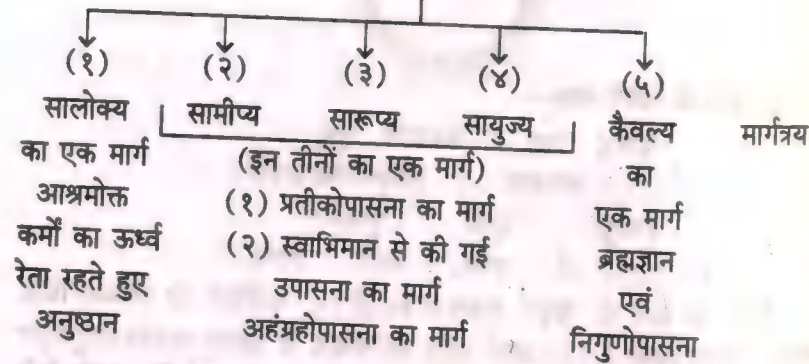 (१) (२) (३) (४) (५)
सालोक्य सामीप्य सारूप्य सायुज्य कैवल्य मार्गत्रय
का एक मार्ग (इन तीनों का एक मार्ग) का
आश्रमोक्त (१) प्रतीकोपासना का मार्ग एक मार्ग
कर्मों का ऊर्ध्व (२) स्वाभिमान से की गई ब्रह्मज्ञान
रेता रहते हुए उपासना का मार्ग एवं
अनुष्ठान अहंग्रहोपासना का मार्ग निगुणोपासना